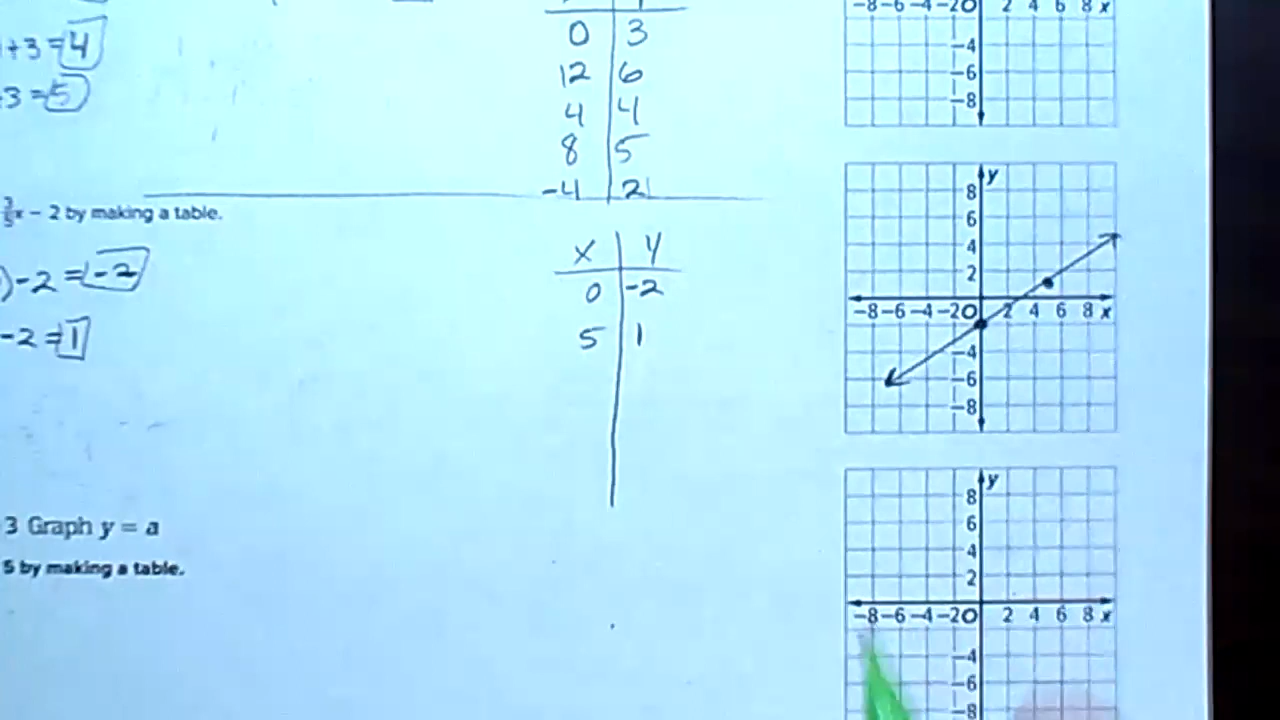 +3 = 4
3 = 5
0 3
12 6
4 4
8 5
-4 2
3/5x − 2 by making a table.
) -2 = -2
-2 = 1
x y
0 -2
5 1
3 Graph y = a
5 by making a table.
−8 −6 −4 −2 O 2 4 6 8 x
−4
−6
−8
y
8
6
4
2
−8 −6 −4 −2 O 2 4 6 8 x
−4
−6
−8
y
8
6
4
2
−8 −6 −4 −2 O 2 4 6 8 x
−4
−6
−8